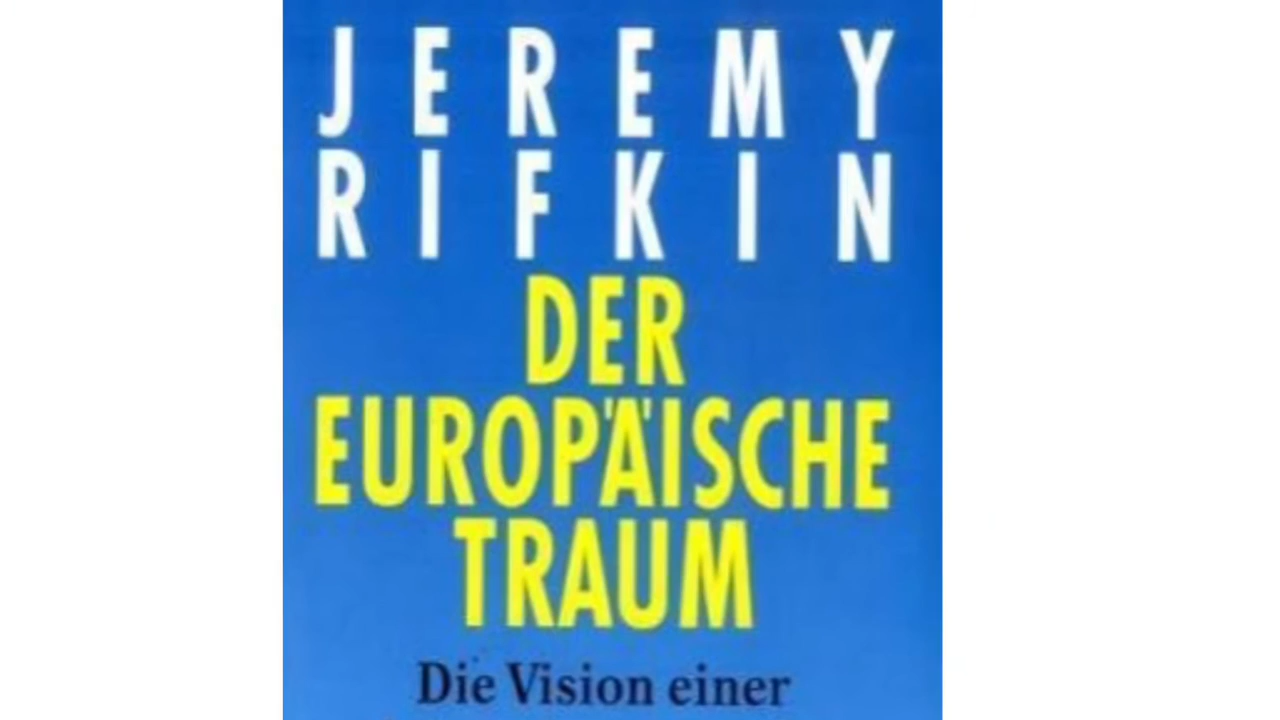 JEREMY
RIFKIN
DER
EUROPÄISCHE
TRAUM
Die Vision einer